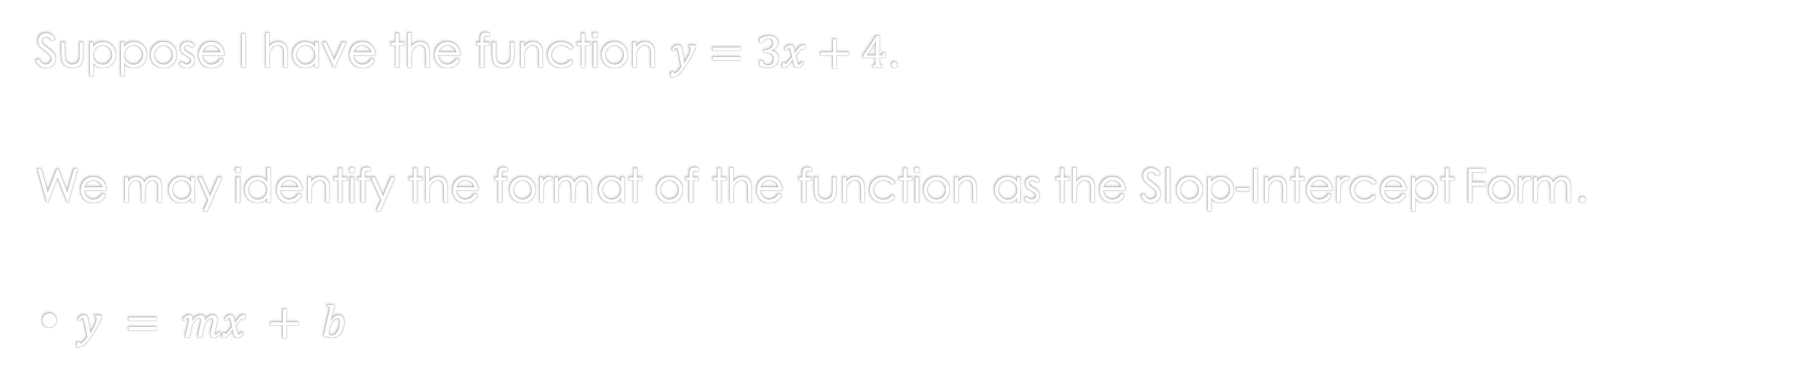 Suppose I have the function y = 3x + 4.
We may identify the format of the function as the Slop-Intercept Form.
• y = mx + b